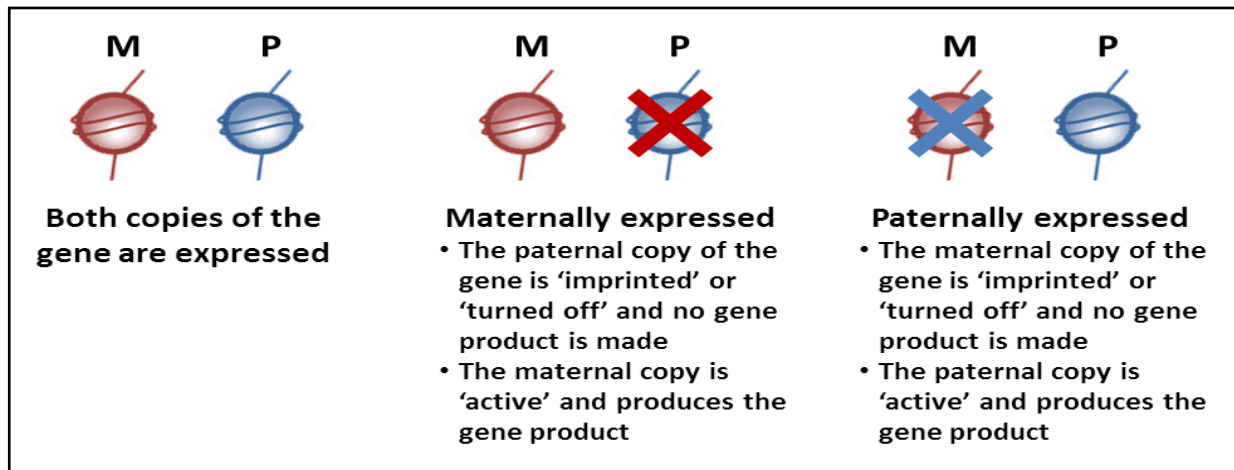 M P
Both copies of the
gene are expressed
M P
Maternally expressed
• The paternal copy of the
gene is ‘imprinted’ or
‘turned off’ and no gene
product is made
• The maternal copy is
‘active’ and produces the
gene product
M P
Paternally expressed
• The maternal copy of the
gene is ‘imprinted’ or
‘turned off’ and no gene
product is made
• The paternal copy is
‘active’ and produces the
gene product